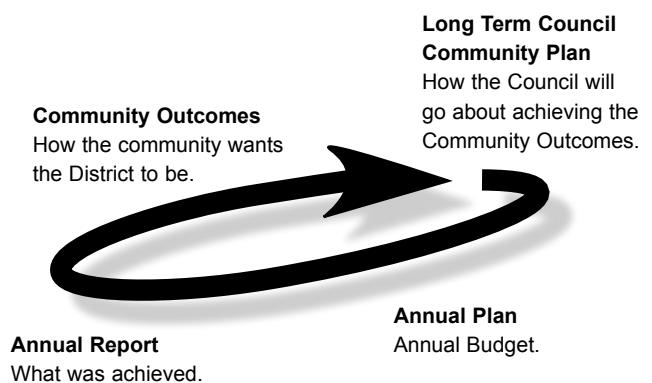 Long Term Council
Community Plan
How the Council will
go about achieving the
Community Outcomes.
Community Outcomes
How the community wants
the District to be.
Annual Plan
Annual Budget.
Annual Report
What was achieved.